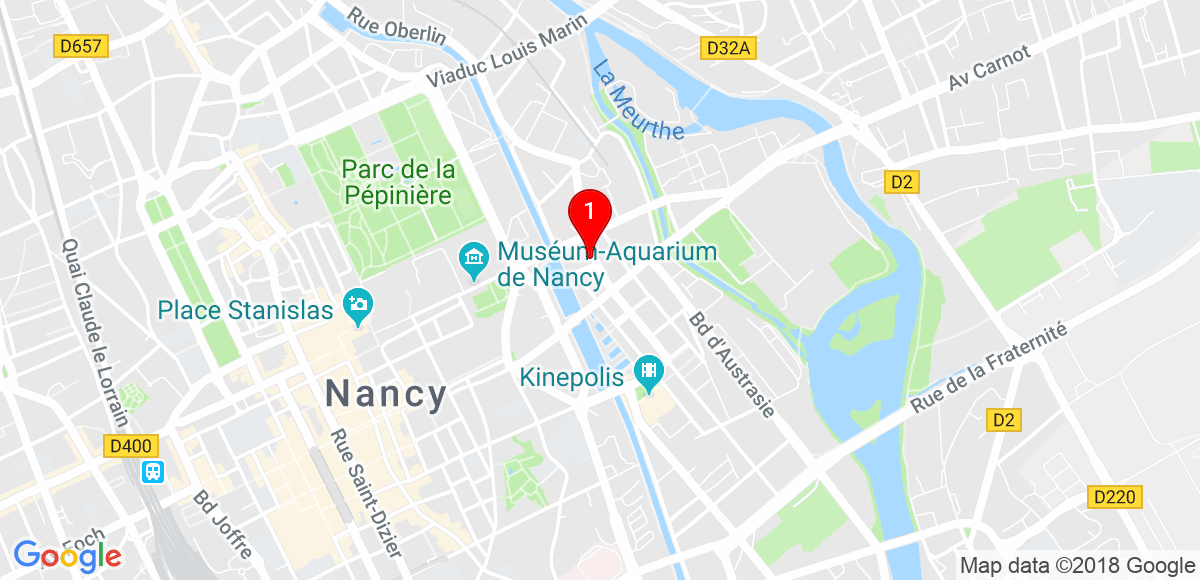 Rue Oberlin
D657
Viaduc Louis Marin
D32A
Av Carnot
La Meurthe
Parc de la
Pépinière
D2
1
Muséum-Aquarium
de Nancy
Place Stanislas
Quai Claude le Lorrain
Bd d'Austrasie
Rue de la Fraternité
Kinepolis
Nancy
D2
D400
Rue Saint-Dizier
Bd Joffre
D220
Foch
Google
Map data ©2018 Google